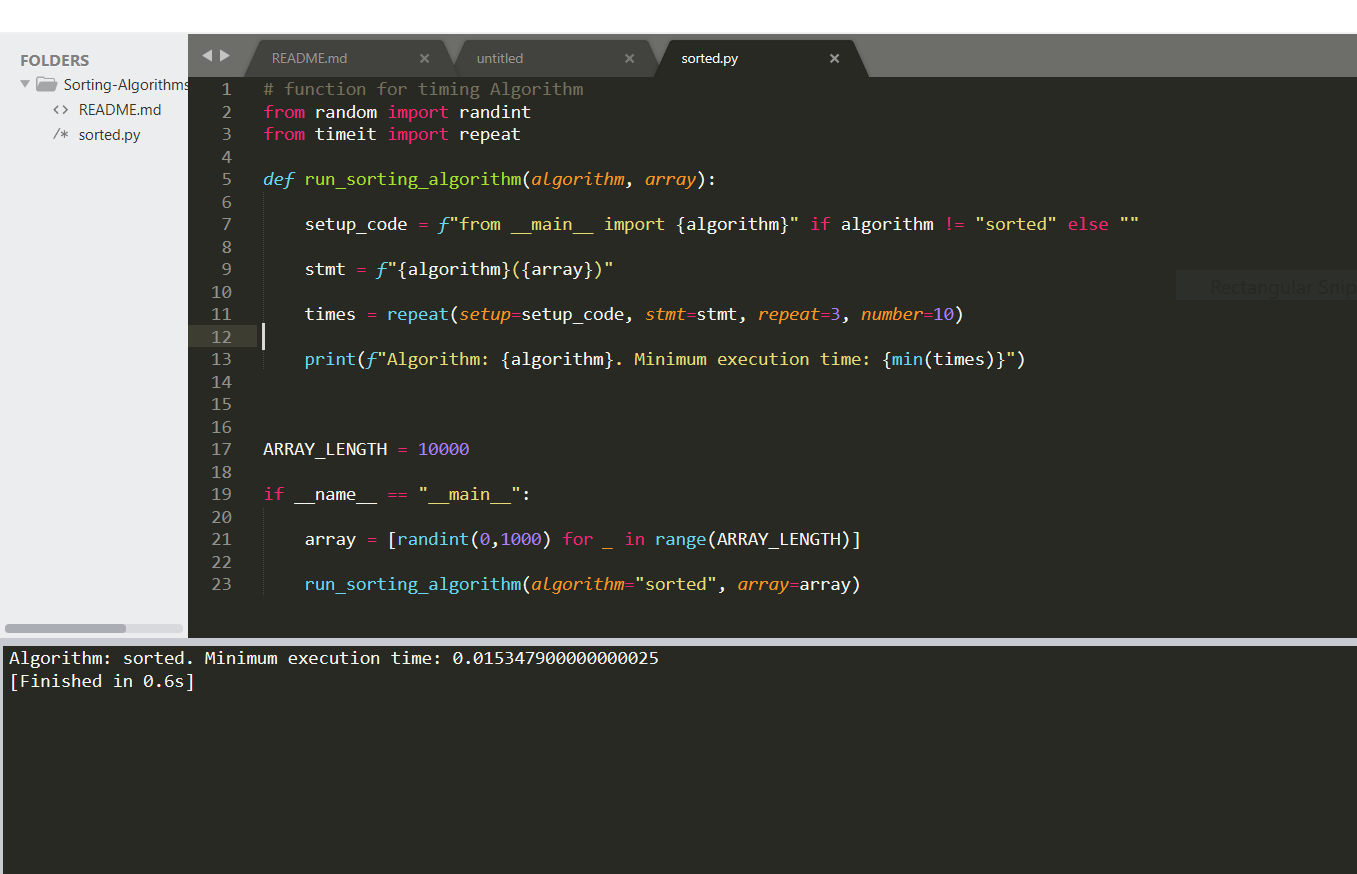 FOLDERS
Sorting-Algorithms
<> README.md
/* sorted.py
README.md × untitled × sorted.py ×
1 # function for timing Algorithm
2 from random import randint
3 from timeit import repeat
4
5 def run_sorting_algorithm(algorithm, array):
6
7 setup_code = f"from __main__ import {algorithm}" if algorithm != "sorted" else ""
8
9 stmt = f"{algorithm}({array})"
10
11 times = repeat(setup=setup_code, stmt=stmt, repeat=3, number=10)
12
13 print(f"Algorithm: {algorithm}. Minimum execution time: {min(times)}")
14
15
16
17 ARRAY_LENGTH = 10000
18
19 if __name__ == "__main__":
20
21 array = [randint(0,1000) for _ in range(ARRAY_LENGTH)]
22
23 run_sorting_algorithm(algorithm="sorted", array=array)
Rectangular Snip
Algorithm: sorted. Minimum execution time: 0.015347900000000025
[Finished in 0.6s]